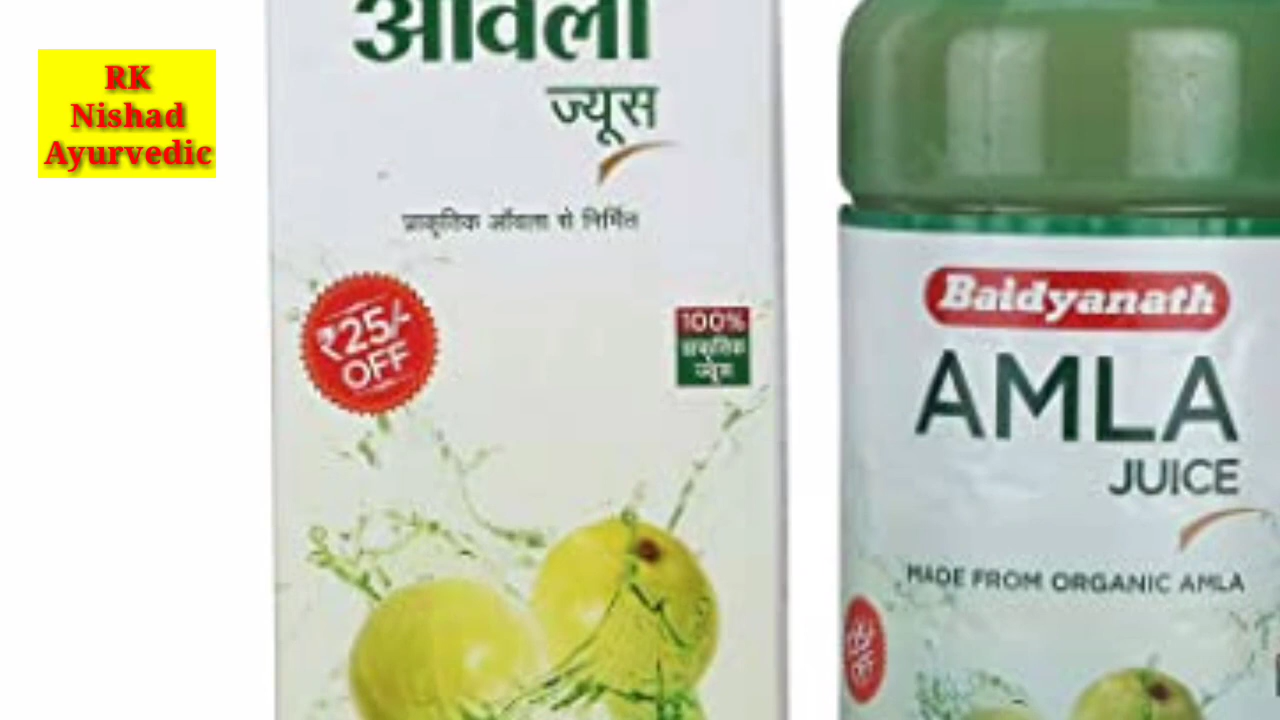 RK
Nishad
Ayurvedic
आँवला
ज्यूस
प्राकृतिक आँवला से निर्मित
₹25/-
OFF
100%
प्राकृतिक
ज्यूस
Baidyanath
AMLA
JUICE
MADE FROM ORGANIC AMLA